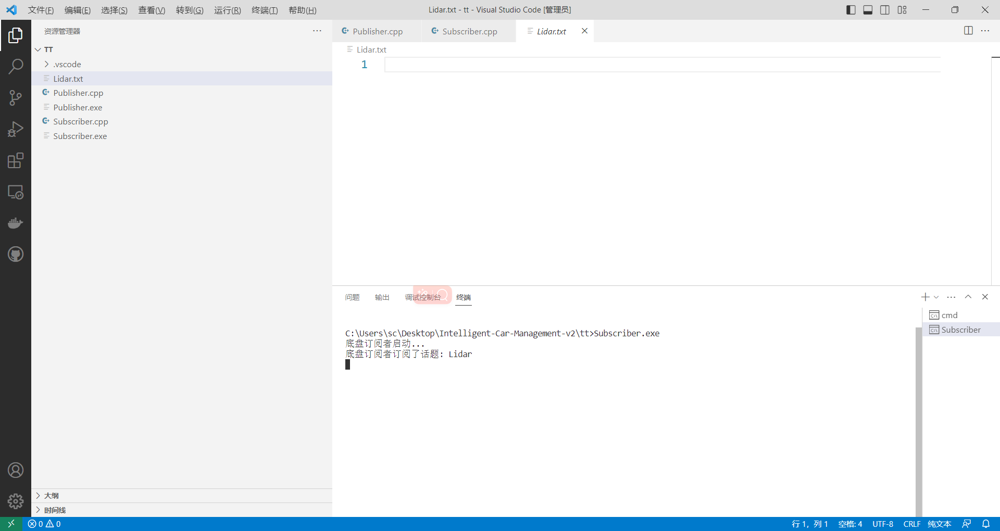 文件(F) 编辑(E) 选择(S) 查看(V) 转到(G) 运行(R) 终端(T) 帮助(H)
Lidar.txt - tt - Visual Studio Code [管理员]
资源管理器
TT
.vscode
Lidar.txt
Publisher.cpp
Publisher.exe
Subscriber.cpp
Subscriber.exe
大纲
时间线
Publisher.cpp Subscriber.cpp Lidar.txt
Lidar.txt
1
问题 输出 调试控制台 终端
C:\Users\sc\Desktop\Intelligent-Car-Management-v2\tt>Subscriber.exe
底盘订阅者启动...
底盘订阅者订阅了话题: Lidar
cmd
Subscriber
0 0
行 1, 列 1 空格: 4 UTF-8 CRLF 纯文本